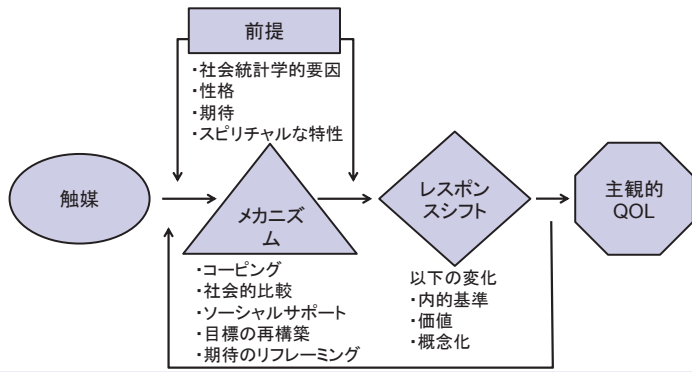 前提
・社会統計学的要因
・性格
・期待
・スピリチャルな特性
触媒
メカニズ
ム
レスポン
スシフト
主観的
QOL
・コーピング
・社会的比較
・ソーシャルサポート
・目標の再構築
・期待のリフレーミング
以下の変化
・内的基準
・価値
・概念化